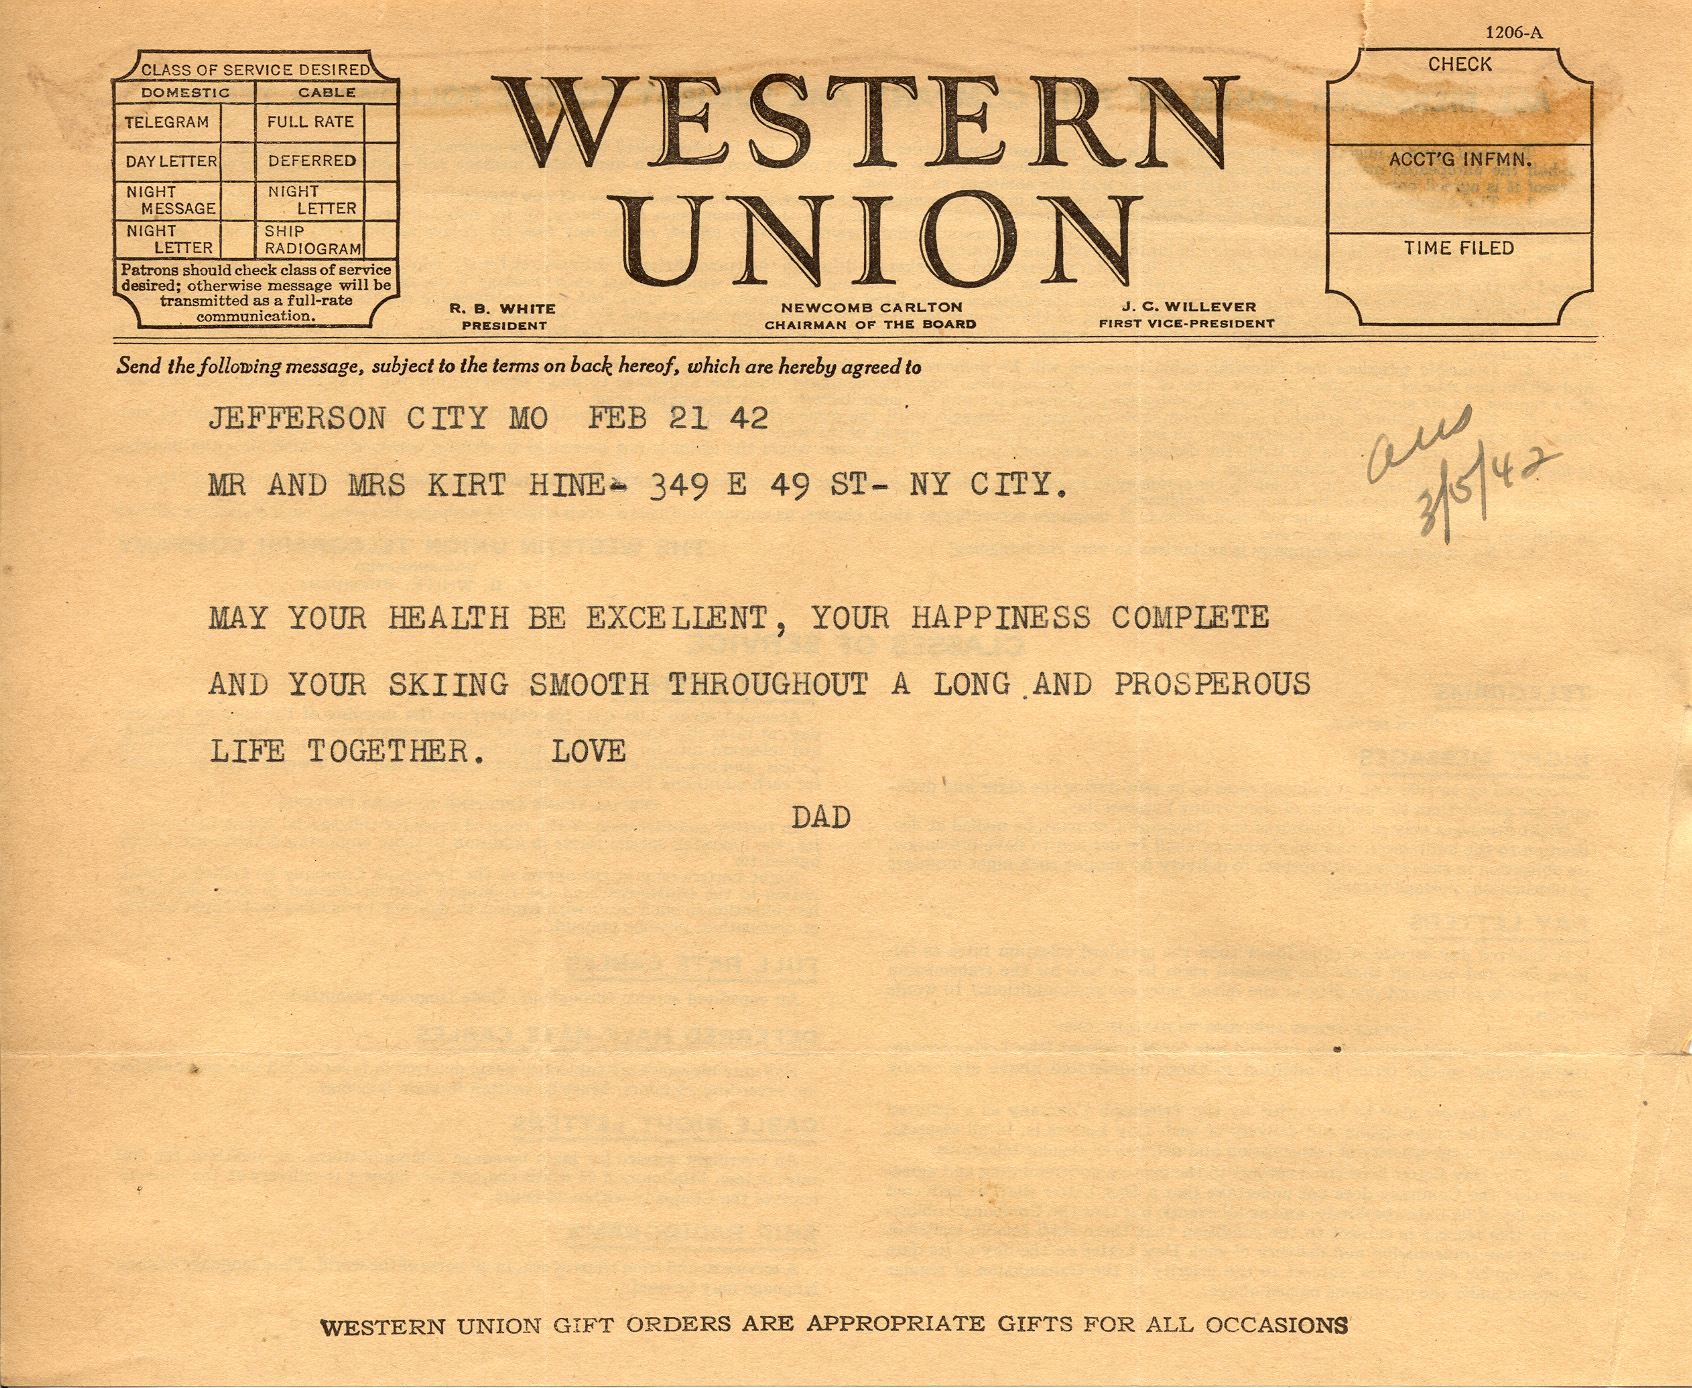 1206-A
CLASS OF SERVICE DESIRED
DOMESTIC CABLE
TELEGRAM FULL RATE
DAY LETTER DEFERRED
NIGHT MESSAGE NIGHT LETTER
NIGHT LETTER SHIP RADIOGRAM
Patrons should check class of service
desired; otherwise message will be
transmitted as a full-rate
communication.
WESTERN
UNION
R. B. WHITE
PRESIDENT
NEWCOMB CARLTON
CHAIRMAN OF THE BOARD
J. C. WILLEVER
FIRST VICE-PRESIDENT
CHECK
ACCT'G INFMN.
TIME FILED
Send the following message, subject to the terms on back hereof, which are hereby agreed to
JEFFERSON CITY MO FEB 21 42
MR AND MRS KIRT HINE- 349 E 49 ST- NY CITY.
ans
3/5/42
MAY YOUR HEALTH BE EXCELLENT, YOUR HAPPINESS COMPLETE
AND YOUR SKIING SMOOTH THROUGHOUT A LONG AND PROSPEROUS
LIFE TOGETHER. LOVE
DAD
WESTERN UNION GIFT ORDERS ARE APPROPRIATE GIFTS FOR ALL OCCASIONS